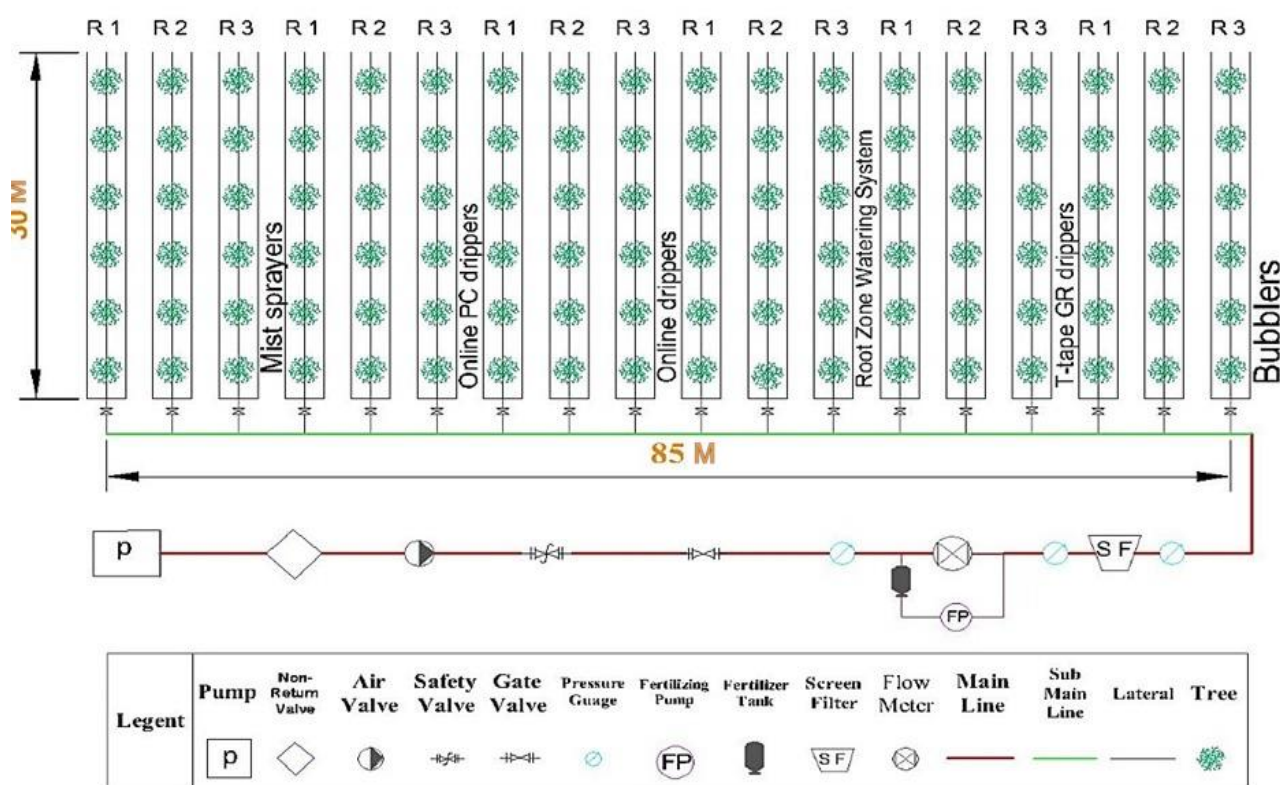 R 1 R 2 R 3 R 1 R 2 R 3 R 1 R 2 R 3 R 1 R 2 R 3 R 1 R 2 R 3 R 1 R 2 R 3
30 M
Mist sprayers
Online PC drippers
Online drippers
Root Zone Watering System
T-tape GR drippers
Bubblers
85 M
P
S F
FP
Legent
Pump
Non-
Return
Valve
Air
Valve
Safety
Valve
Gate
Valve
Pressure
Guage
Fertilizing
Pump
Fertilizer
Tank
Screen
Filter
Flow
Meter
Main
Line
Sub
Main
Line
Lateral
Tree
P
FP
S F